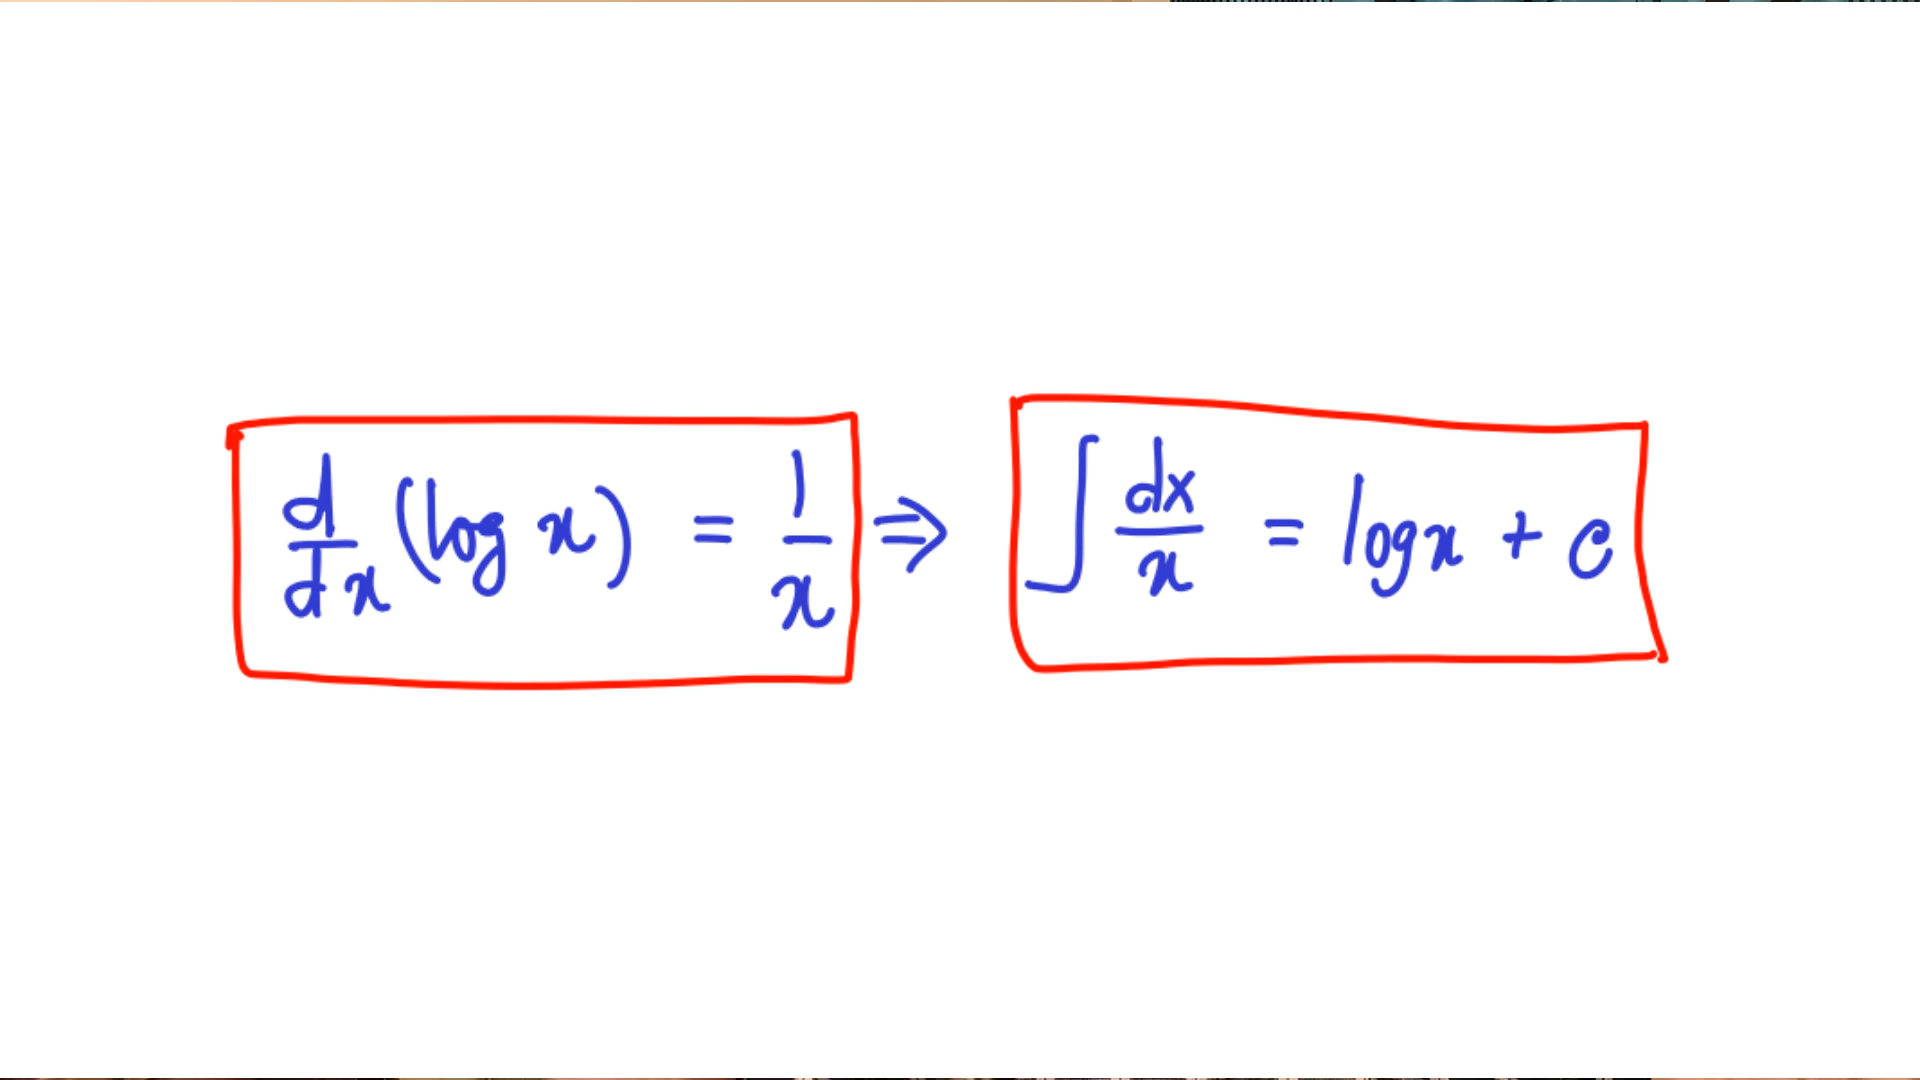 d/dx (log x) = 1/x ⇒ ∫ dx/x = log x + c